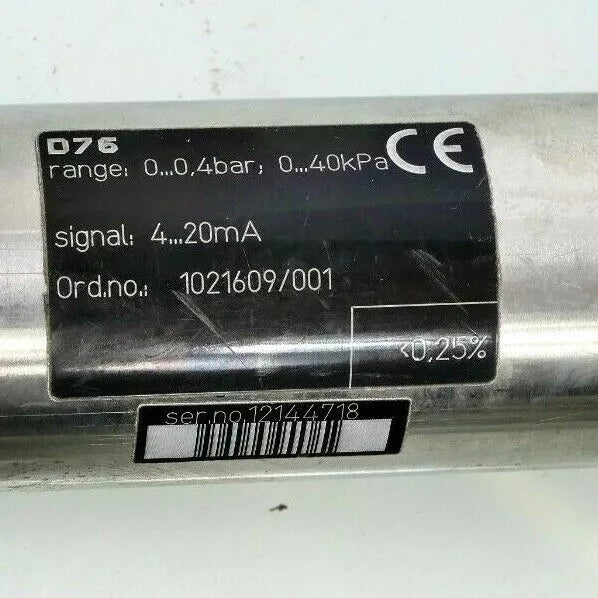 D76
range: 0...0,4bar; 0...40kPa CE
signal: 4...20mA
Ord.no.: 1021609/001
<0,25%
ser.no.12144718